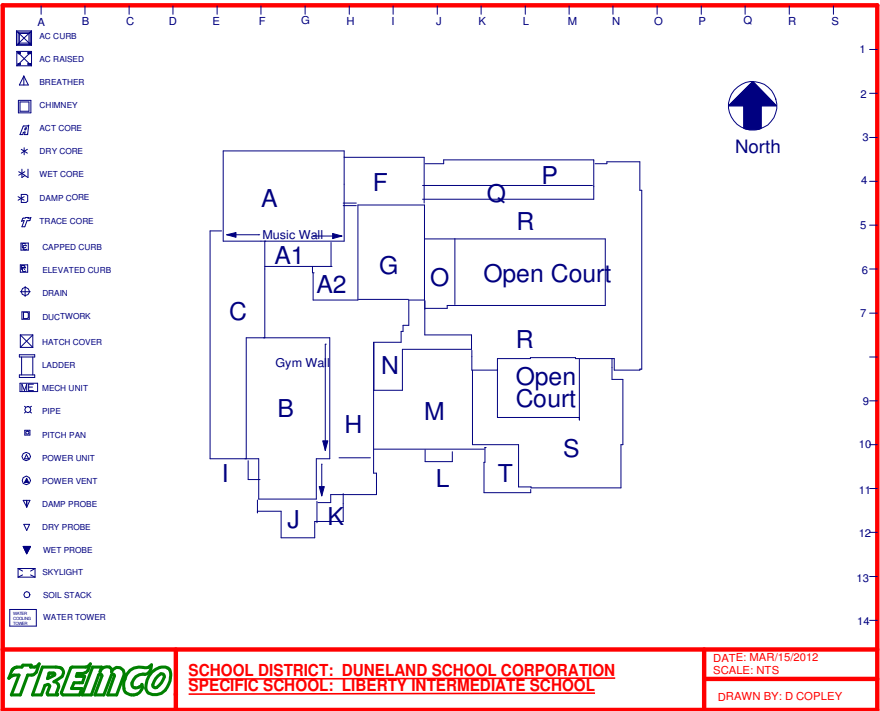 A B C D E F G H I J K L M N O P Q R S
AC CURB
AC RAISED
BREATHER
CHIMNEY
ACT CORE
DRY CORE
WET CORE
DAMP CORE
TRACE CORE
CAPPED CURB
ELEVATED CURB
DRAIN
DUCTWORK
HATCH COVER
LADDER
ME MECH UNIT
PIPE
PITCH PAN
POWER UNIT
POWER VENT
DAMP PROBE
DRY PROBE
WET PROBE
SKYLIGHT
SOIL STACK
WATER COOLING TOWER
WATER TOWER
1
2
3
4
5
6
7
9
10
11
12
13
14
North
A
F
P
Q
R
Music Wall
A1
A2
G
O
Open Court
C
R
Gym Wall
N
Open
Court
B
M
H
S
I
L
T
J
K
TREMCO
SCHOOL DISTRICT: DUNELAND SCHOOL CORPORATION
SPECIFIC SCHOOL: LIBERTY INTERMEDIATE SCHOOL
DATE: MAR/15/2012
SCALE: NTS
DRAWN BY: D COPLEY